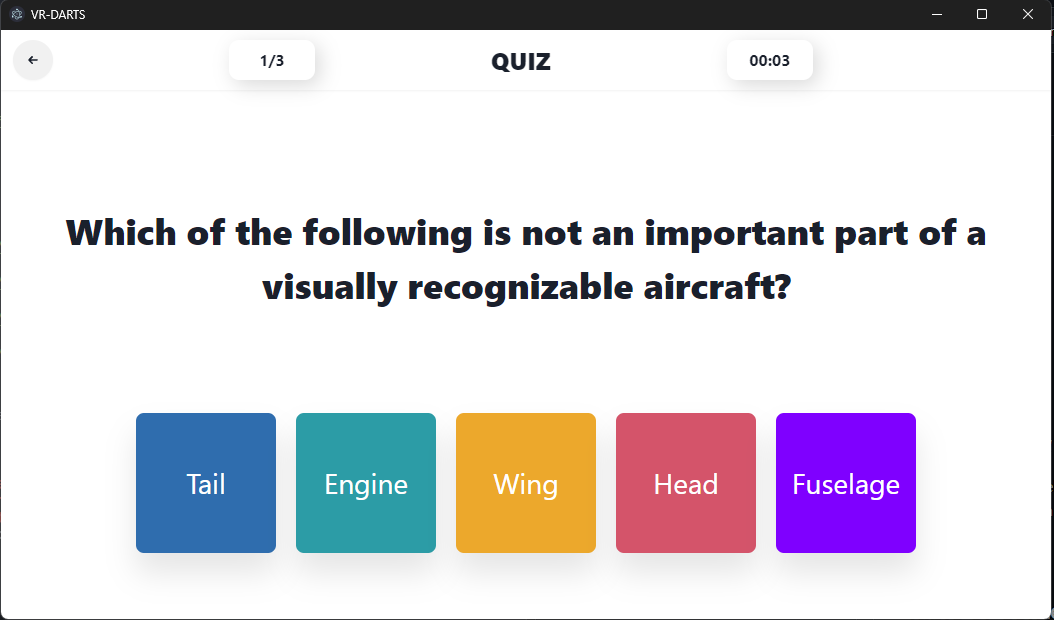 VR-DARTS
1/3
QUIZ
00:03
Which of the following is not an important part of a
visually recognizable aircraft?
Tail
Engine
Wing
Head
Fuselage